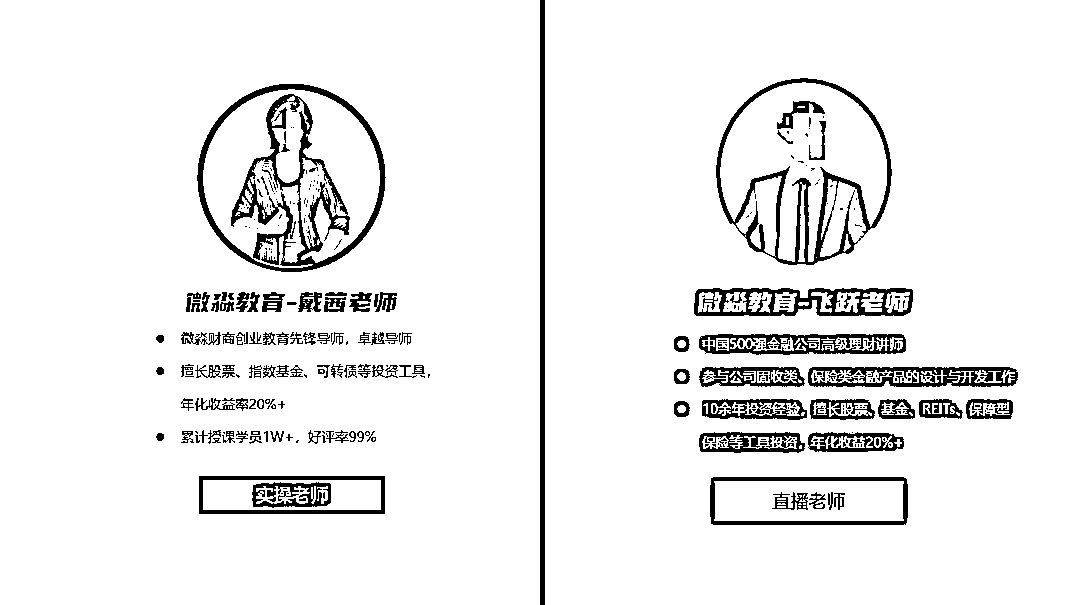 微淼教育-戴茜老师
微淼财商创业教育先锋导师，卓越导师
擅长股票、指数基金、可转债等投资工具，
年化收益率20%+
累计授课学员1W+，好评率99%
实操老师
微淼教育-飞跃老师
中国500强金融公司高级理财讲师
参与公司固收类、保险类金融产品的设计与开发工作
10余年投资经验，擅长股票、基金、REITs、保障型
保险等工具投资，年化收益20%+
直播老师